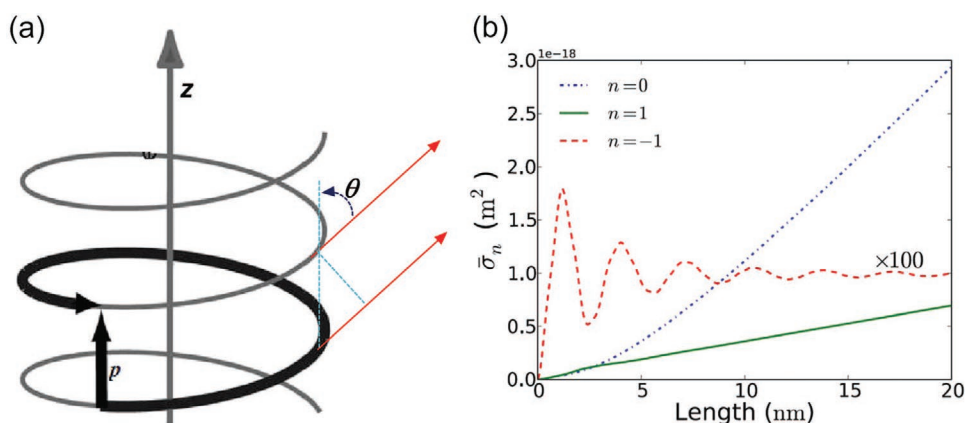 (a)
z
θ
p
(b)
1e−18
3.0
2.5
2.0
1.5
1.0
0.5
0.0
0 5 10 15 20
n=0
n=1
n=−1
×100
σ̄ₙ (m²)
Length (nm)